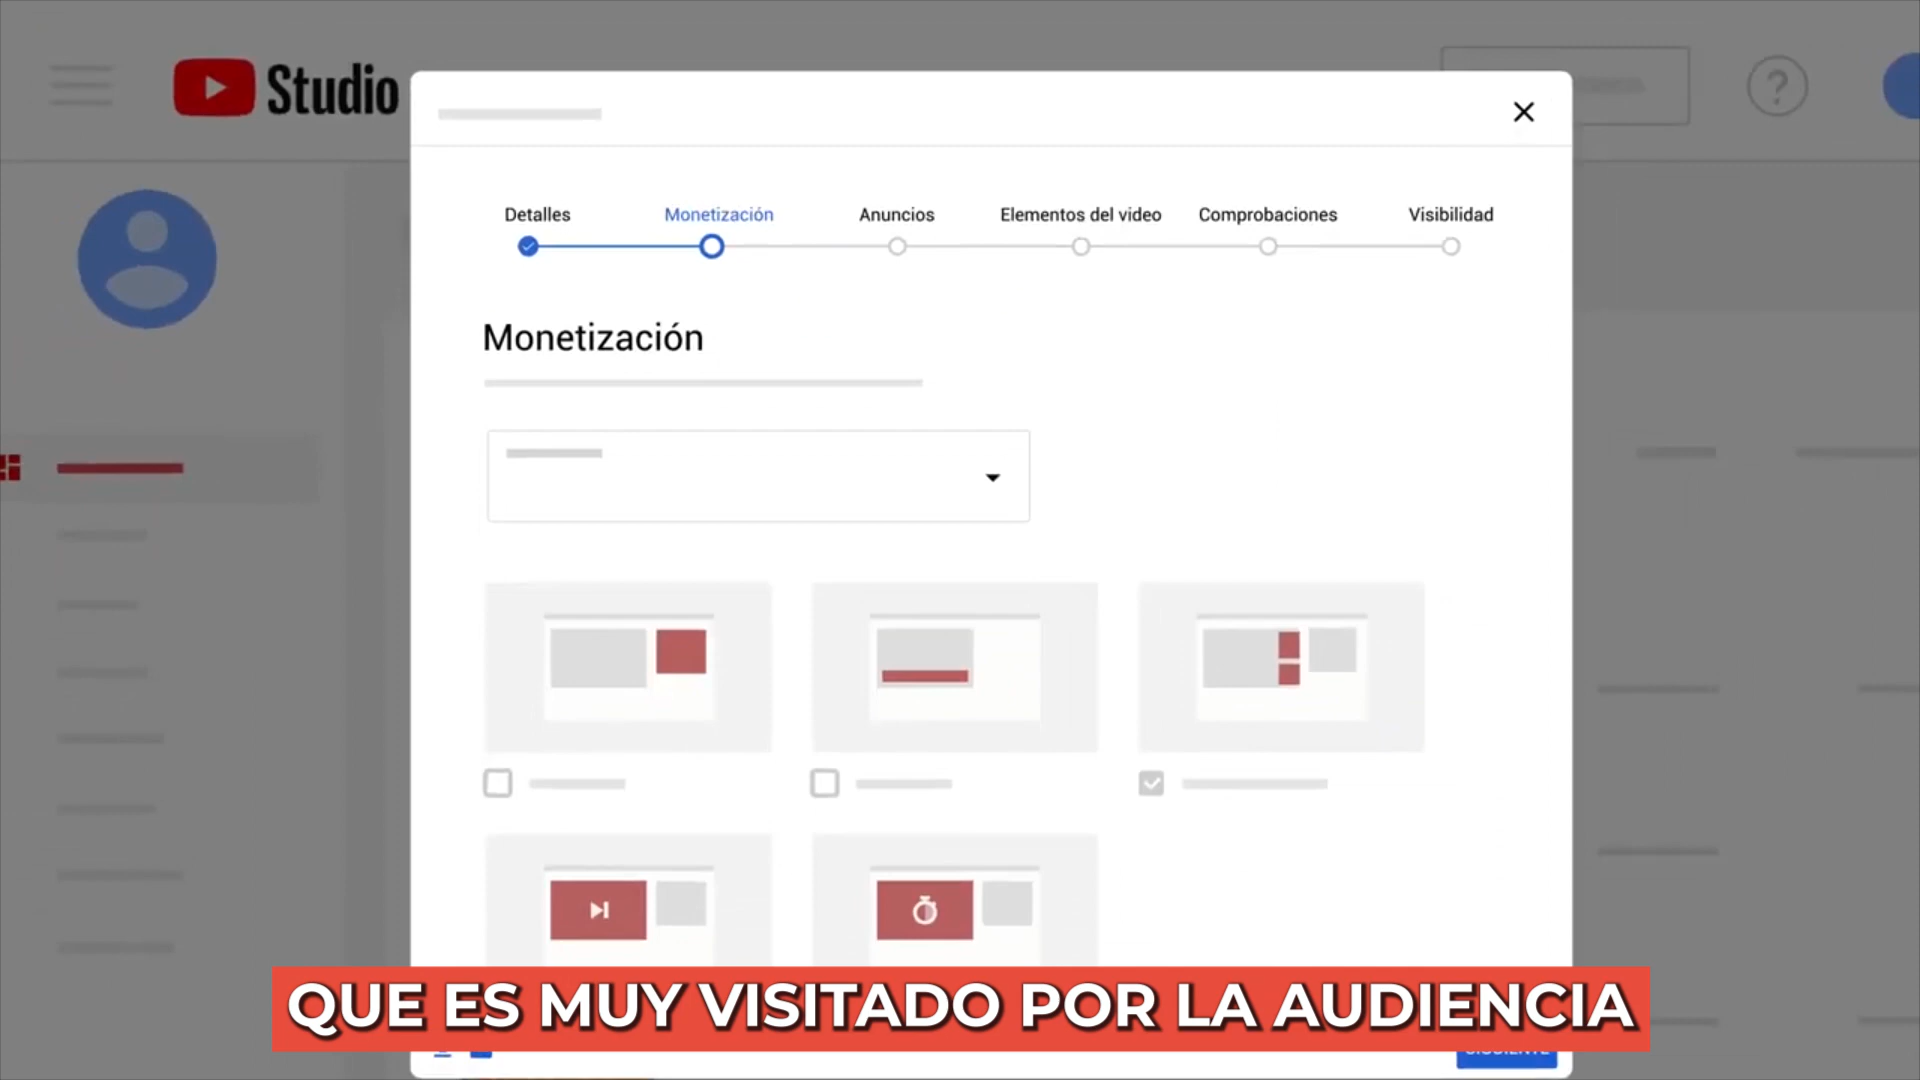 Studio
Detalles
Monetización
Anuncios
Elementos del video
Comprobaciones
Visibilidad
Monetización
QUE ES MUY VISITADO POR LA AUDIENCIA